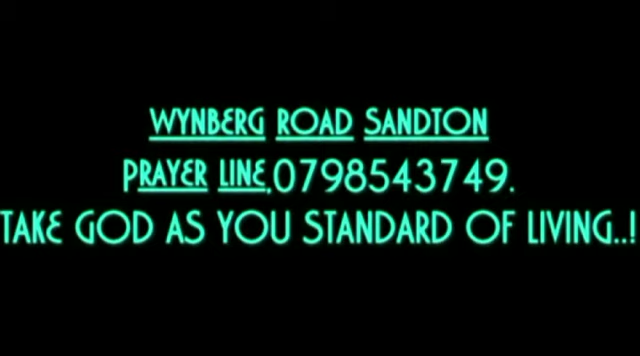 WYNBERG ROAD SANDTON
PRAYER LINE,0798543749.
TAKE GOD AS YOU STANDARD OF LIVING..!